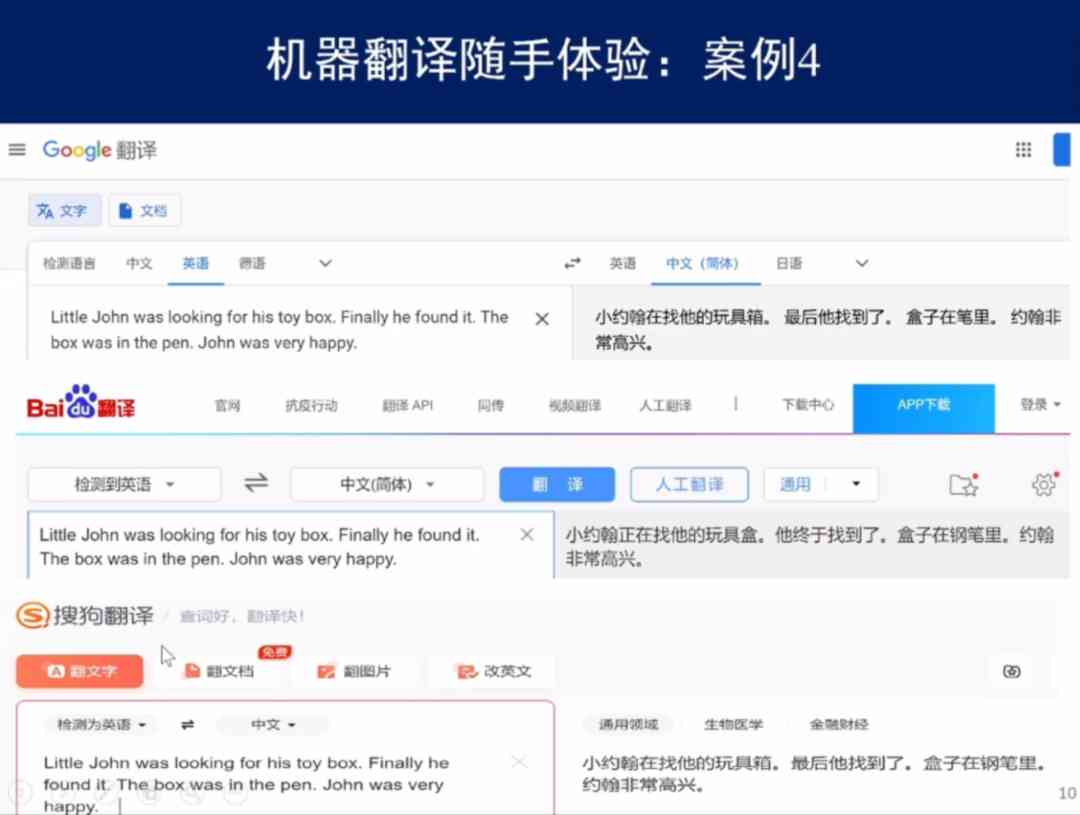 机器翻译随手体验：案例4
Google 翻译
文字 文档
检测语言 中文 英语 德语 英语 中文（简体） 日语
Little John was looking for his toy box. Finally he found it. The
box was in the pen. John was very happy.
小约翰在找他的玩具箱。 最后他找到了。 盒子在笔里。 约翰非
常高兴。
Bai du 翻译 官网 抗疫行动 翻译 API 同传 视频翻译 人工翻译 | 下载中心 APP下载 登录
检测到英语 中文(简体) 翻 译 人工翻译 通用
Little John was looking for his toy box. Finally he found it.
The box was in the pen. John was very happy.
小约翰正在找他的玩具盒。他终于找到了。盒子在钢笔里。约翰
非常高兴。
S 搜狗翻译 / 查词好，翻译快！
A 翻文字 翻文档 免费 翻图片 改英文
检测为英语 中文 通用领域 生物医学 金融财经
Little John was looking for his toy box. Finally he
found it. The box was in the pen. John was very
happy.
小约翰在找他的玩具箱。最后他找到了。盒子在钢笔里。
约翰非常高兴。
10